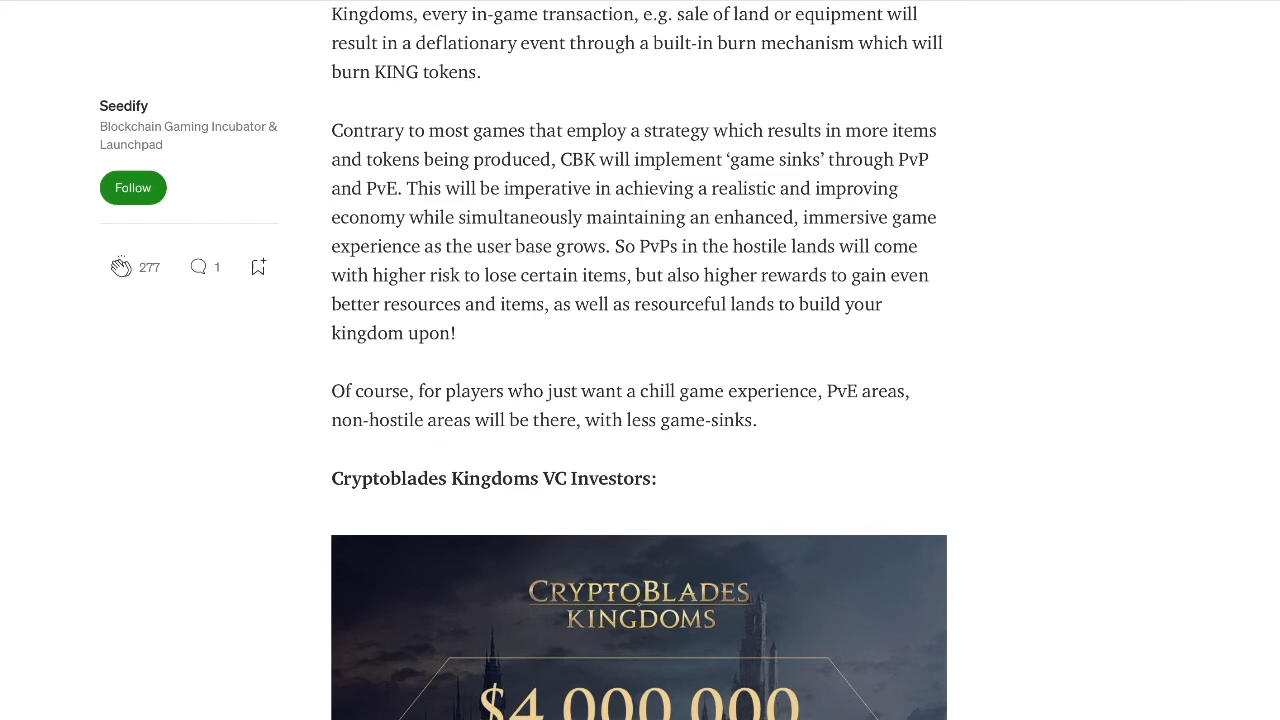 Kingdoms, every in-game transaction, e.g. sale of land or equipment will
result in a deflationary event through a built-in burn mechanism which will
burn KING tokens.
Seedify
Blockchain Gaming Incubator &
Launchpad
Follow
277
1
Contrary to most games that employ a strategy which results in more items
and tokens being produced, CBK will implement ‘game sinks’ through PvP
and PvE. This will be imperative in achieving a realistic and improving
economy while simultaneously maintaining an enhanced, immersive game
experience as the user base grows. So PvPs in the hostile lands will come
with higher risk to lose certain items, but also higher rewards to gain even
better resources and items, as well as resourceful lands to build your
kingdom upon!
Of course, for players who just want a chill game experience, PvE areas,
non-hostile areas will be there, with less game-sinks.
Cryptoblades Kingdoms VC Investors:
CRYPTOBLADES
KINGDOMS
$4,000,000